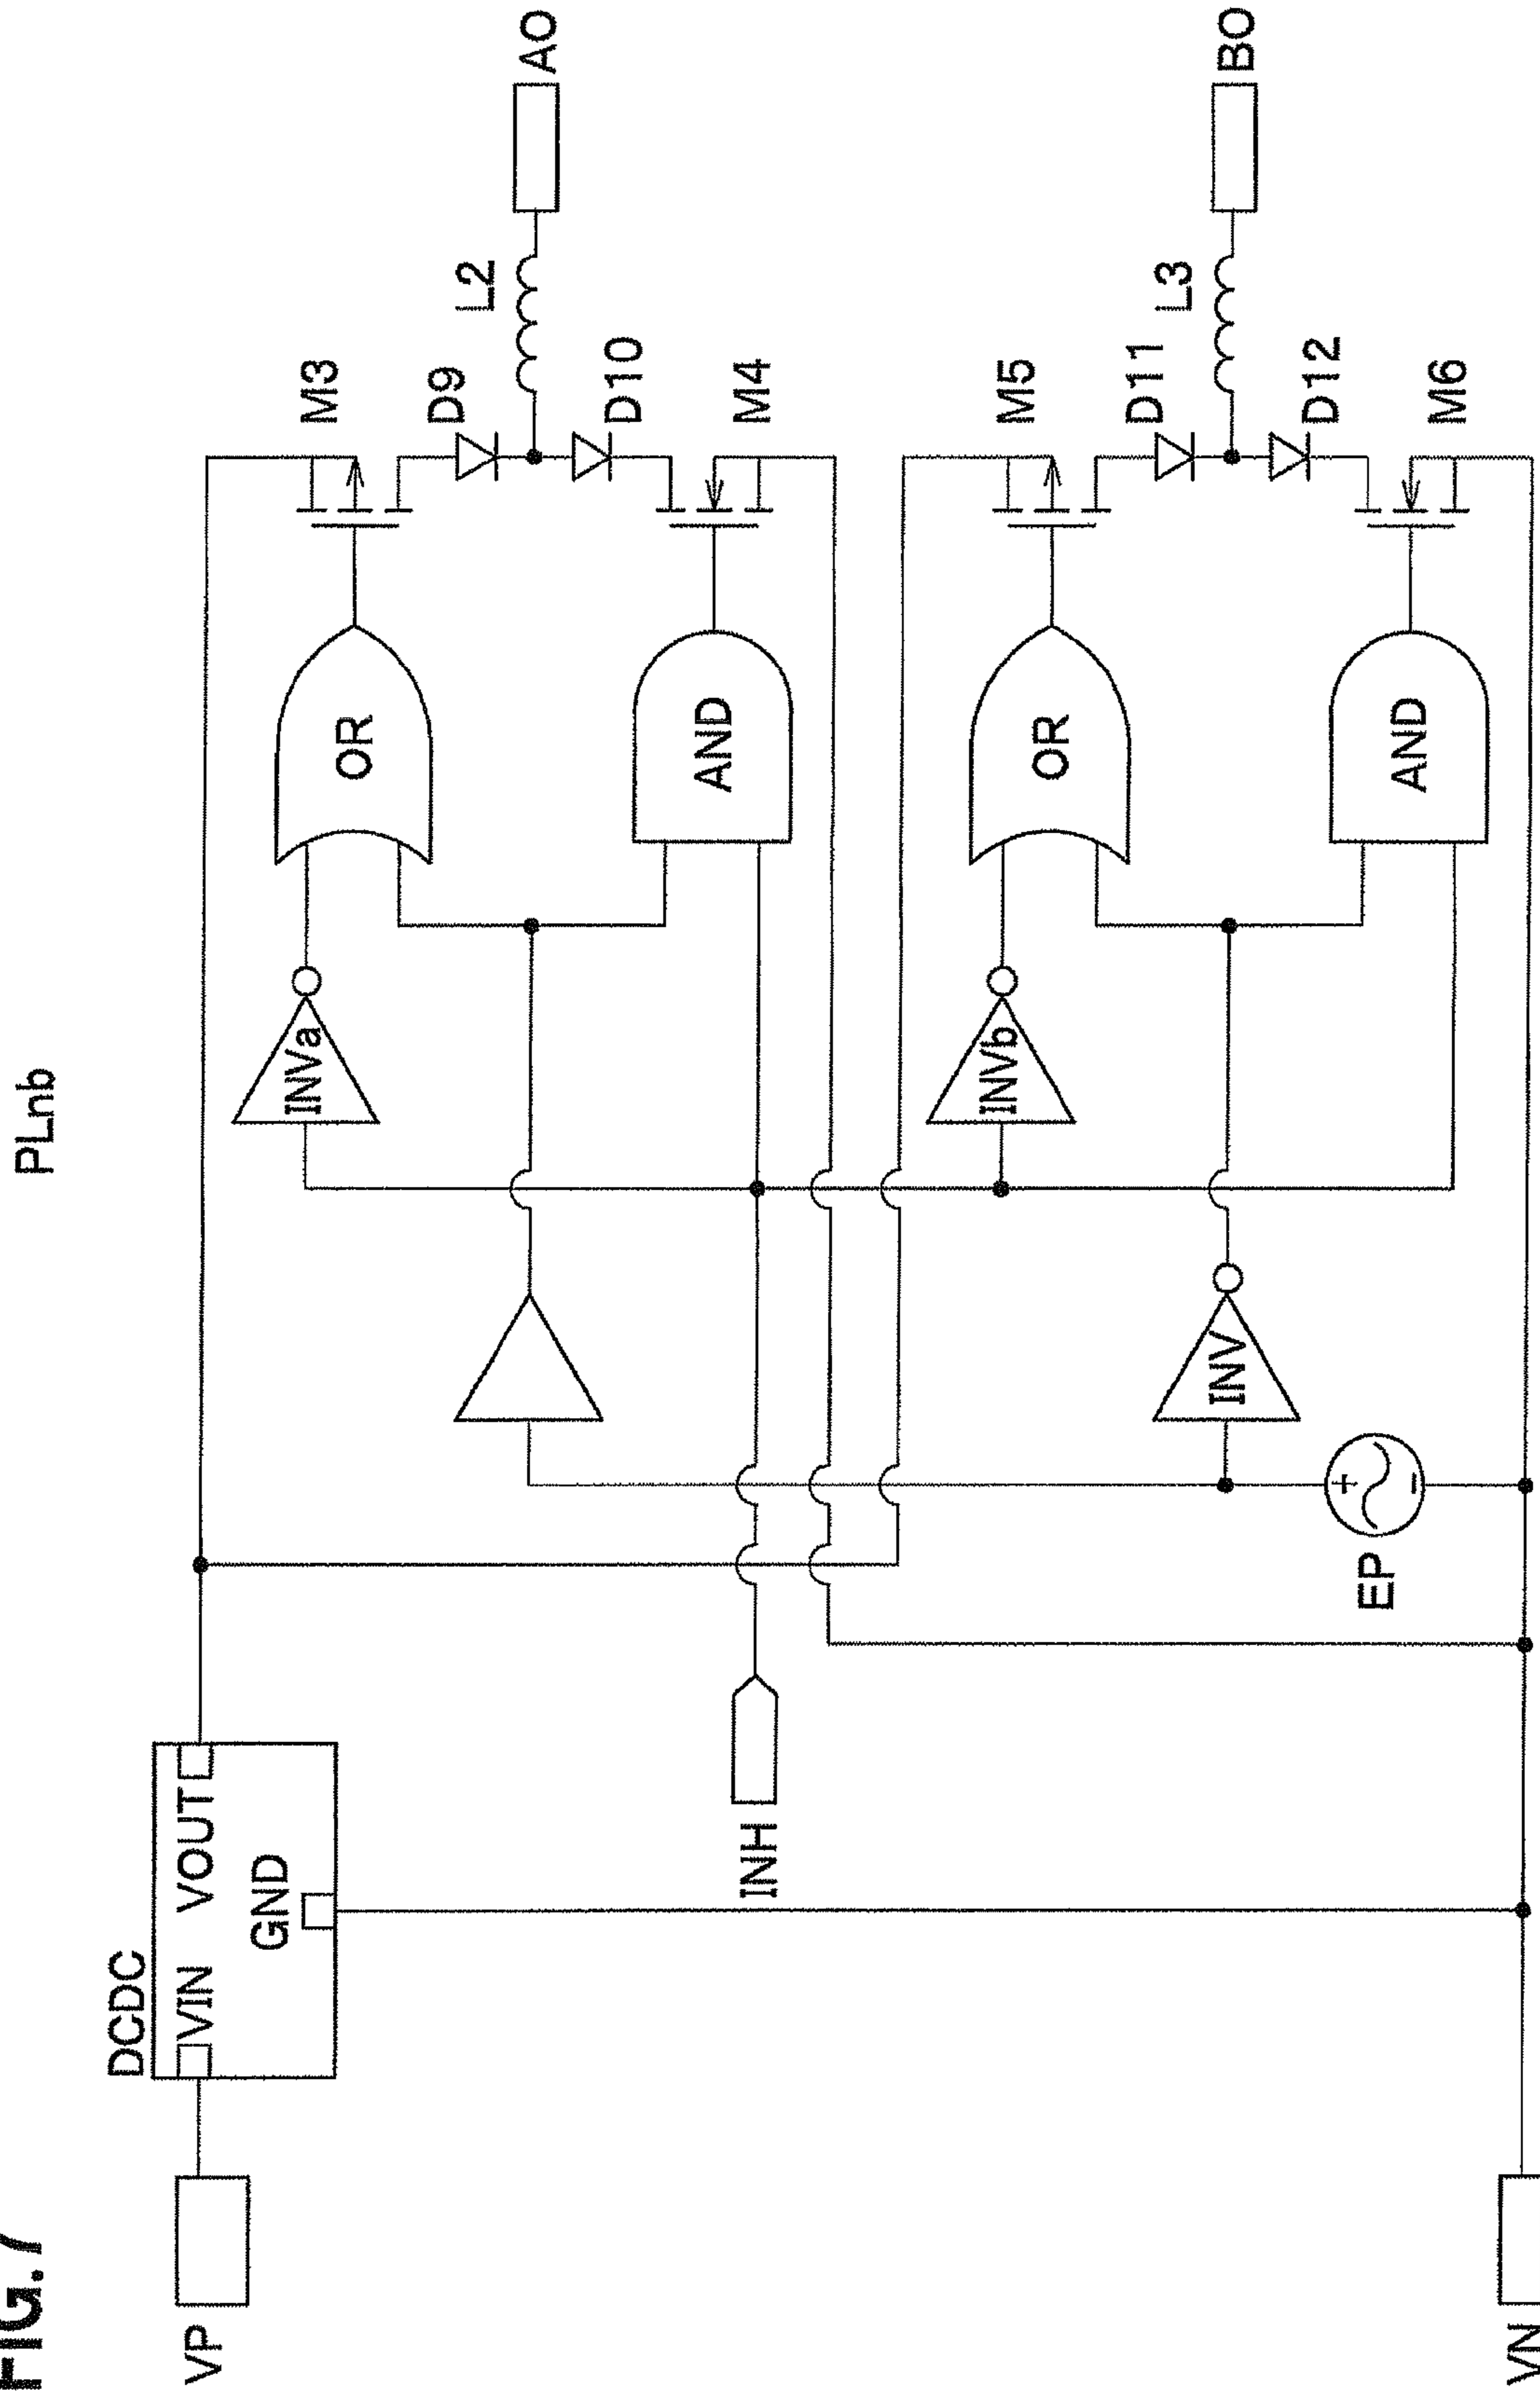 FIG.7
PLnb
VP
DCDC
VIN VOUT
GND
INVa
OR
M3
D9
L2
AO
D10
AND
M4
INH
INVb
OR
M5
D11
L3
BO
INV
D12
AND
M6
EP
VN